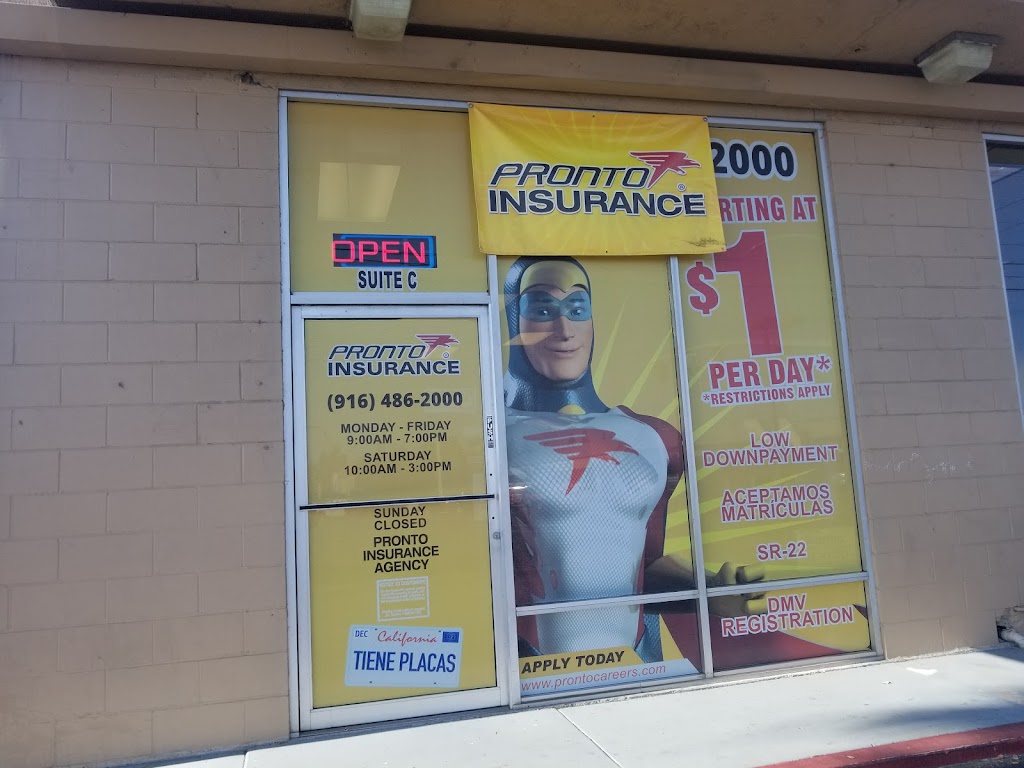 PRONTO
INSURANCE
®
2000
RTING AT
$1
PER DAY*
*RESTRICTIONS APPLY
LOW
DOWNPAYMENT
ACEPTAMOS
MATRÍCULAS
SR-22
DMV
REGISTRATION
OPEN
SUITE C
PRONTO
INSURANCE
(916) 486-2000
MONDAY - FRIDAY
9:00AM - 7:00PM
SATURDAY
10:00AM - 3:00PM
SUNDAY
CLOSED
PRONTO
INSURANCE
AGENCY
DEC California
TIENE PLACAS
APPLY TODAY
www.prontocareers.com